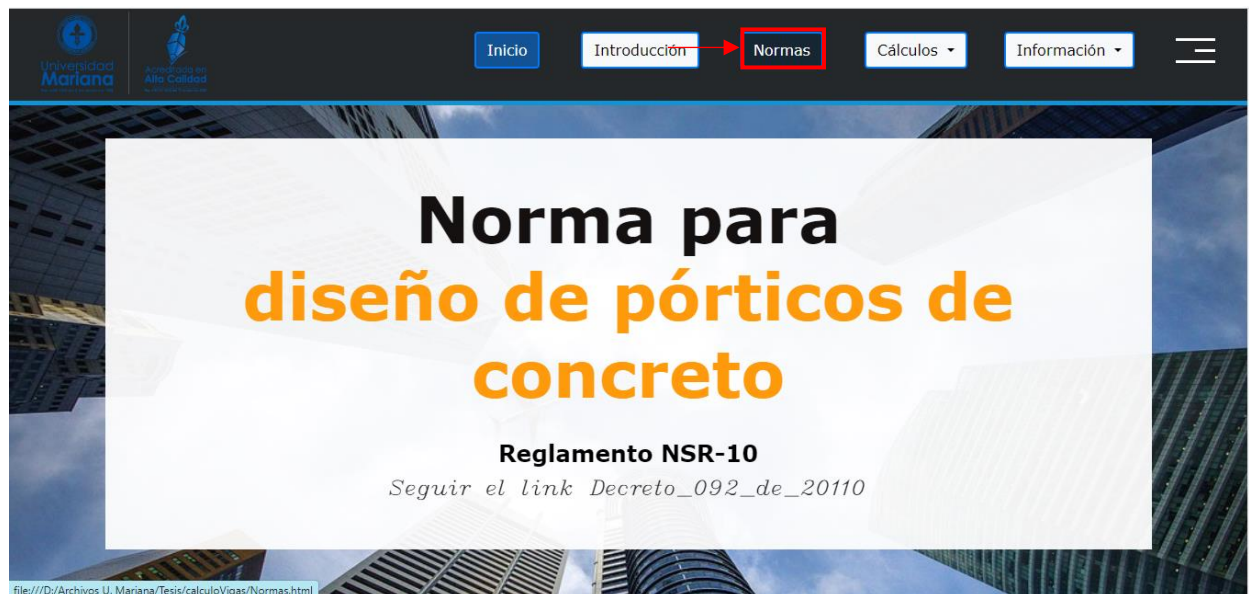 Universidad
Mariana
Acreditada en
Alta Calidad
Inicio
Introducción
Normas
Cálculos
Información
Norma para
diseño de pórticos de
concreto
Reglamento NSR-10
Seguir el link Decreto_092_de_20110
file:///D:/Archivos U. Mariana/Tesis/calculoVigas/Normas.html